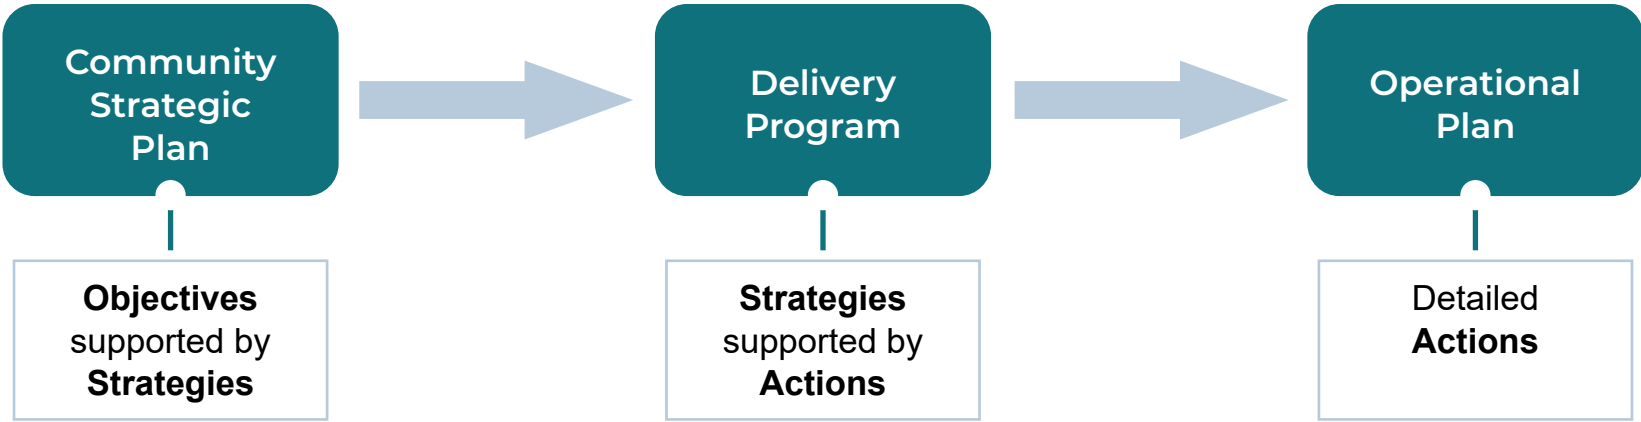 Community
Strategic
Plan
Delivery
Program
Operational
Plan
Objectives
supported by
Strategies
Strategies
supported by
Actions
Detailed
Actions